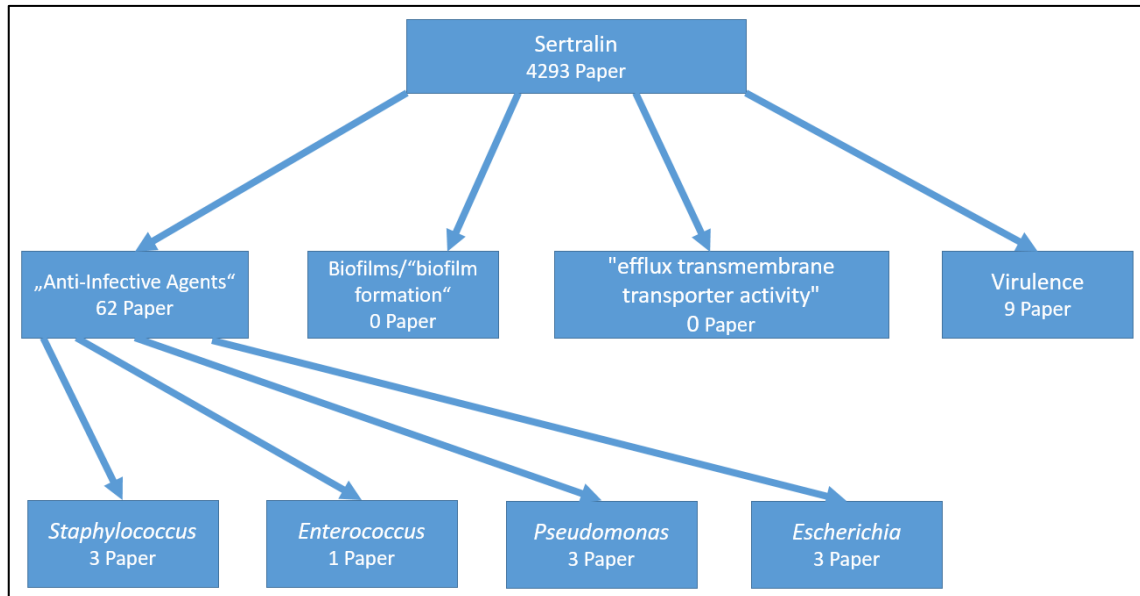 Sertralin
4293 Paper
„Anti-Infective Agents“
62 Paper
Biofilms/“biofilm
formation“
0 Paper
"efflux transmembrane
transporter activity"
0 Paper
Virulence
9 Paper
Staphylococcus
3 Paper
Enterococcus
1 Paper
Pseudomonas
3 Paper
Escherichia
3 Paper